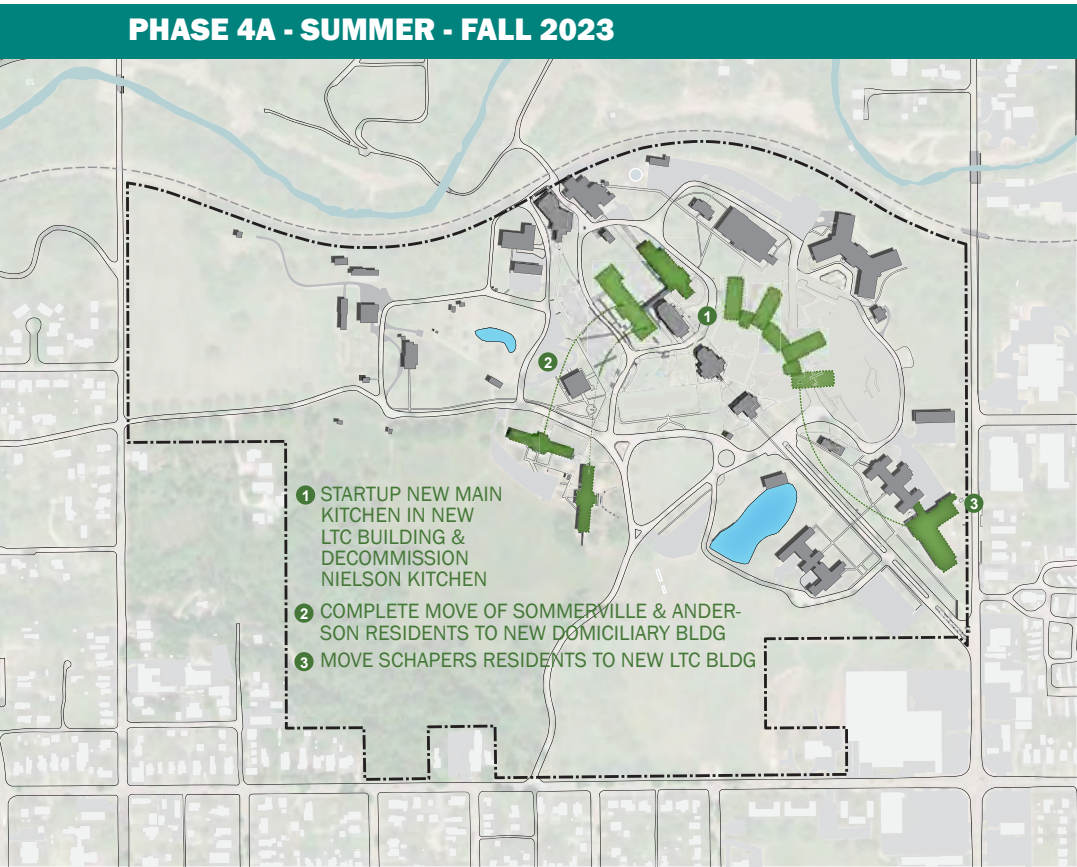 PHASE 4A - SUMMER - FALL 2023
1
2
3
1 STARTUP NEW MAIN
KITCHEN IN NEW
LTC BUILDING &
DECOMMISSION
NIELSON KITCHEN
2 COMPLETE MOVE OF SOMMERVILLE & ANDER-
SON RESIDENTS TO NEW DOMICILIARY BLDG
3 MOVE SCHAPERS RESIDENTS TO NEW LTC BLDG